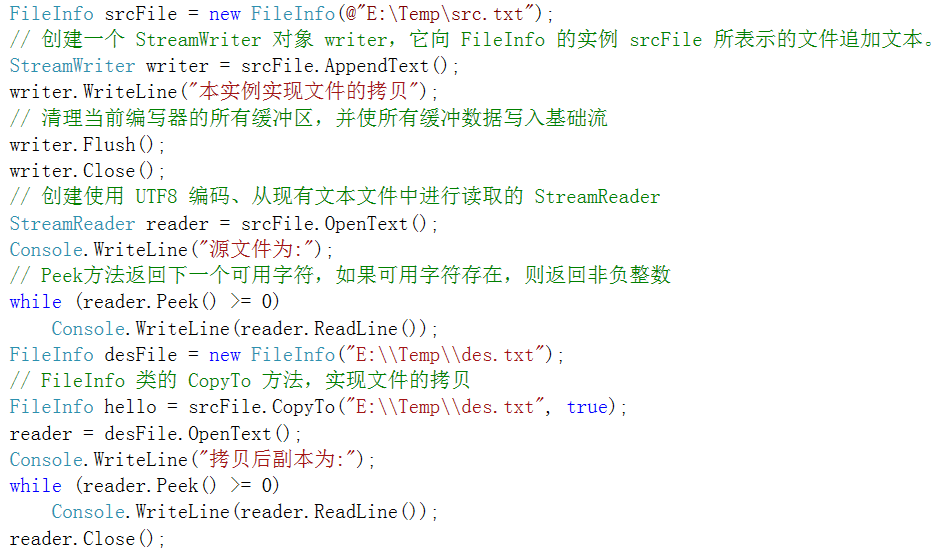 FileInfo srcFile = new FileInfo(@"E:\Temp\src.txt");
// 创建一个 StreamWriter 对象 writer，它向 FileInfo 的实例 srcFile 所表示的文件追加文本。
StreamWriter writer = srcFile.AppendText();
writer.WriteLine("本实例实现文件的拷贝");
// 清理当前编写器的所有缓冲区，并使所有缓冲数据写入基础流
writer.Flush();
writer.Close();
// 创建使用 UTF8 编码、从现有文本文件中进行读取的 StreamReader
StreamReader reader = srcFile.OpenText();
Console.WriteLine("源文件为:");
// Peek方法返回下一个可用字符，如果可用字符存在，则返回非负整数
while (reader.Peek() >= 0)
    Console.WriteLine(reader.ReadLine());
FileInfo desFile = new FileInfo("E:\\Temp\\des.txt");
// FileInfo 类的 CopyTo 方法，实现文件的拷贝
FileInfo hello = srcFile.CopyTo("E:\\Temp\\des.txt", true);
reader = desFile.OpenText();
Console.WriteLine("拷贝后副本为:");
while (reader.Peek() >= 0)
    Console.WriteLine(reader.ReadLine());
reader.Close();